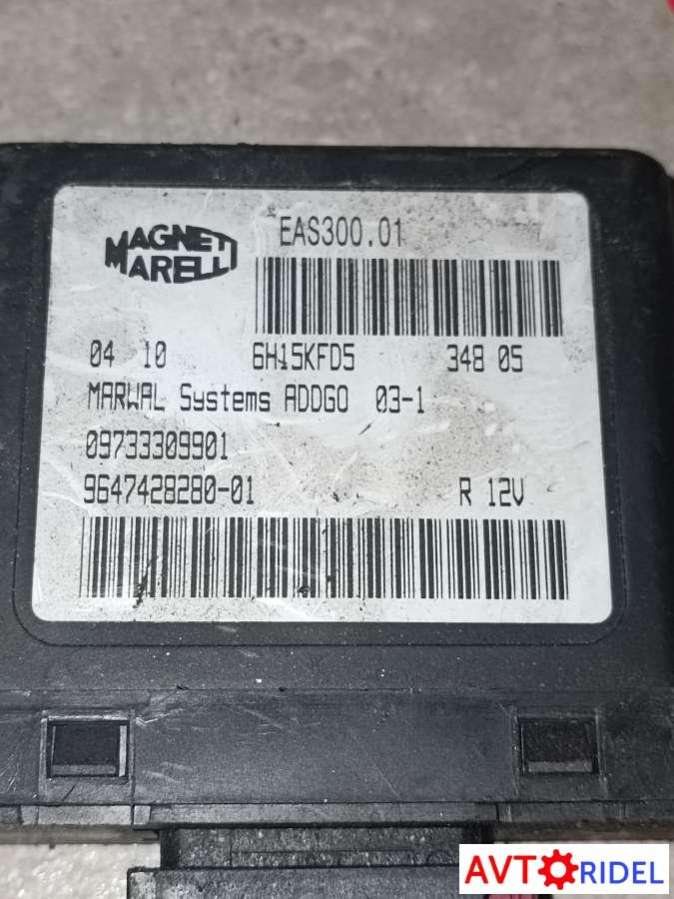 MAGNETI
MARELLI
EAS300.01
04 10 6H15KFD5 348 05
MARWAL Systems ADDGO 03-1
09733309901
9647428280-01 R 12V
AVTORIDEL